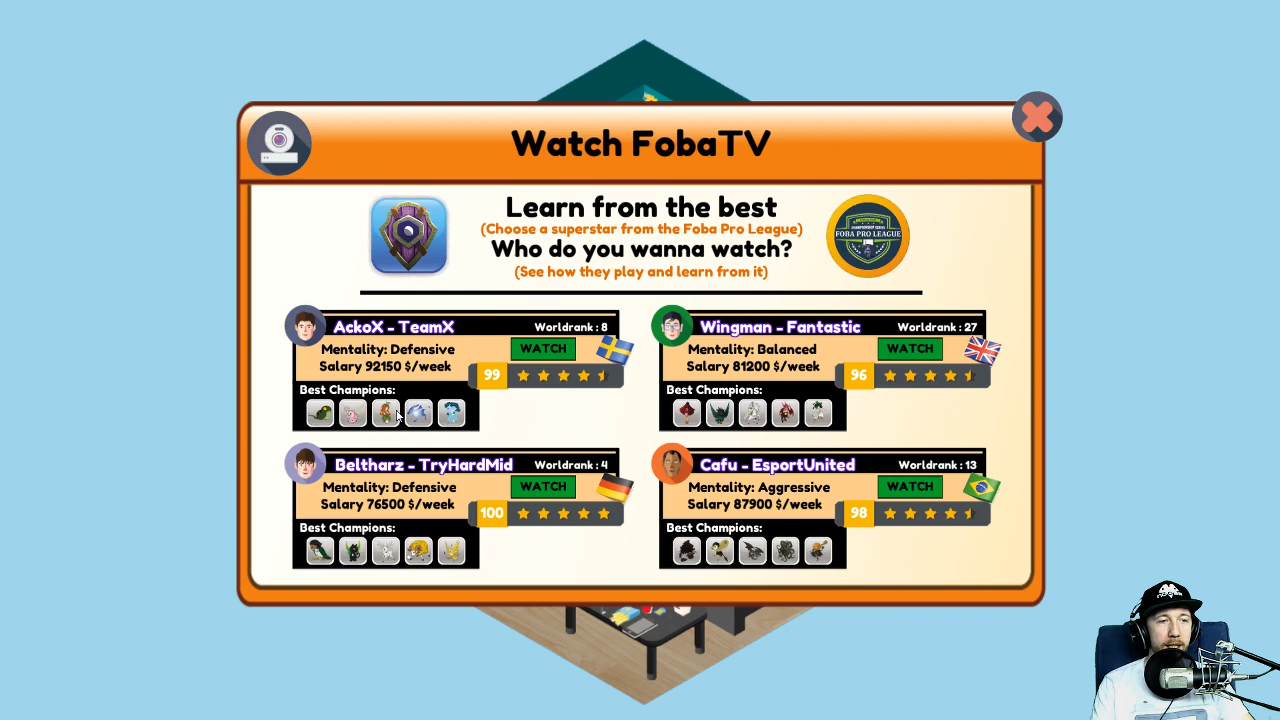 Watch FobaTV
Learn from the best
(Choose a superstar from the Foba Pro League)
Who do you wanna watch?
(See how they play and learn from it)
FOBA PRO LEAGUE
AckoX - TeamX Worldrank : 8
Mentality: Defensive WATCH
Salary 92150 $/week
99
Best Champions:
Wingman - Fantastic Worldrank : 27
Mentality: Balanced WATCH
Salary 81200 $/week
96
Best Champions:
Beltharz - TryHardMid Worldrank : 4
Mentality: Defensive WATCH
Salary 76500 $/week
100
Best Champions:
Cafu - EsportUnited Worldrank : 13
Mentality: Aggressive WATCH
Salary 87900 $/week
98
Best Champions: